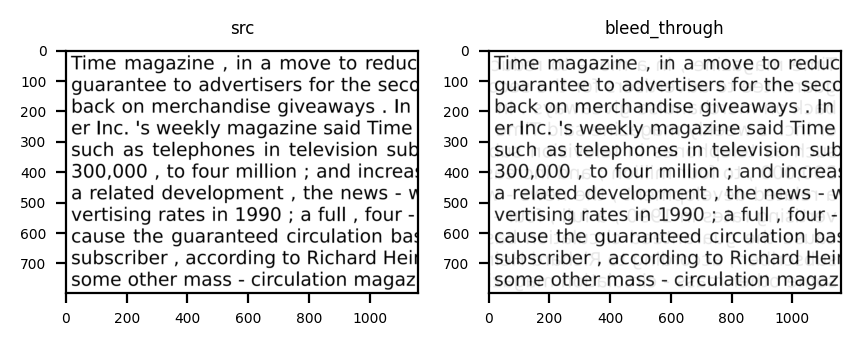 src
Time magazine , in a move to reduc
guarantee to advertisers for the seco
back on merchandise giveaways . In
er Inc. 's weekly magazine said Time
such as telephones in television sub
300,000 , to four million ; and increas
a related development , the news - w
vertising rates in 1990 ; a full , four -
cause the guaranteed circulation bas
subscriber , according to Richard Hein
some other mass - circulation magaz
0
100
200
300
400
500
600
700
0 200 400 600 800 1000
bleed_through
Time magazine , in a move to reduc
guarantee to advertisers for the seco
back on merchandise giveaways . In
er Inc. 's weekly magazine said Time
such as telephones in television sub
300,000 , to four million ; and increas
a related development , the news - w
vertising rates in 1990 ; a full , four -
cause the guaranteed circulation bas
subscriber , according to Richard Hein
some other mass - circulation magaz
0
100
200
300
400
500
600
700
0 200 400 600 800 1000